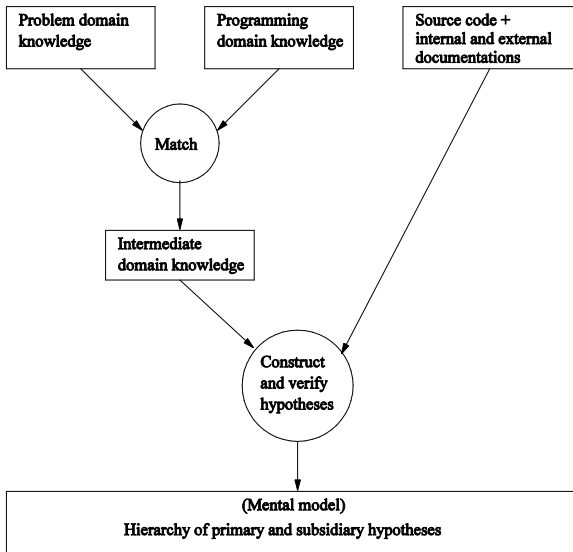 Problem domain
knowledge
Programming
domain knowledge
Source code +
internal and external
documentations
Match
Intermediate
domain knowledge
Construct
and verify
hypotheses
(Mental model)
Hierarchy of primary and subsidiary hypotheses